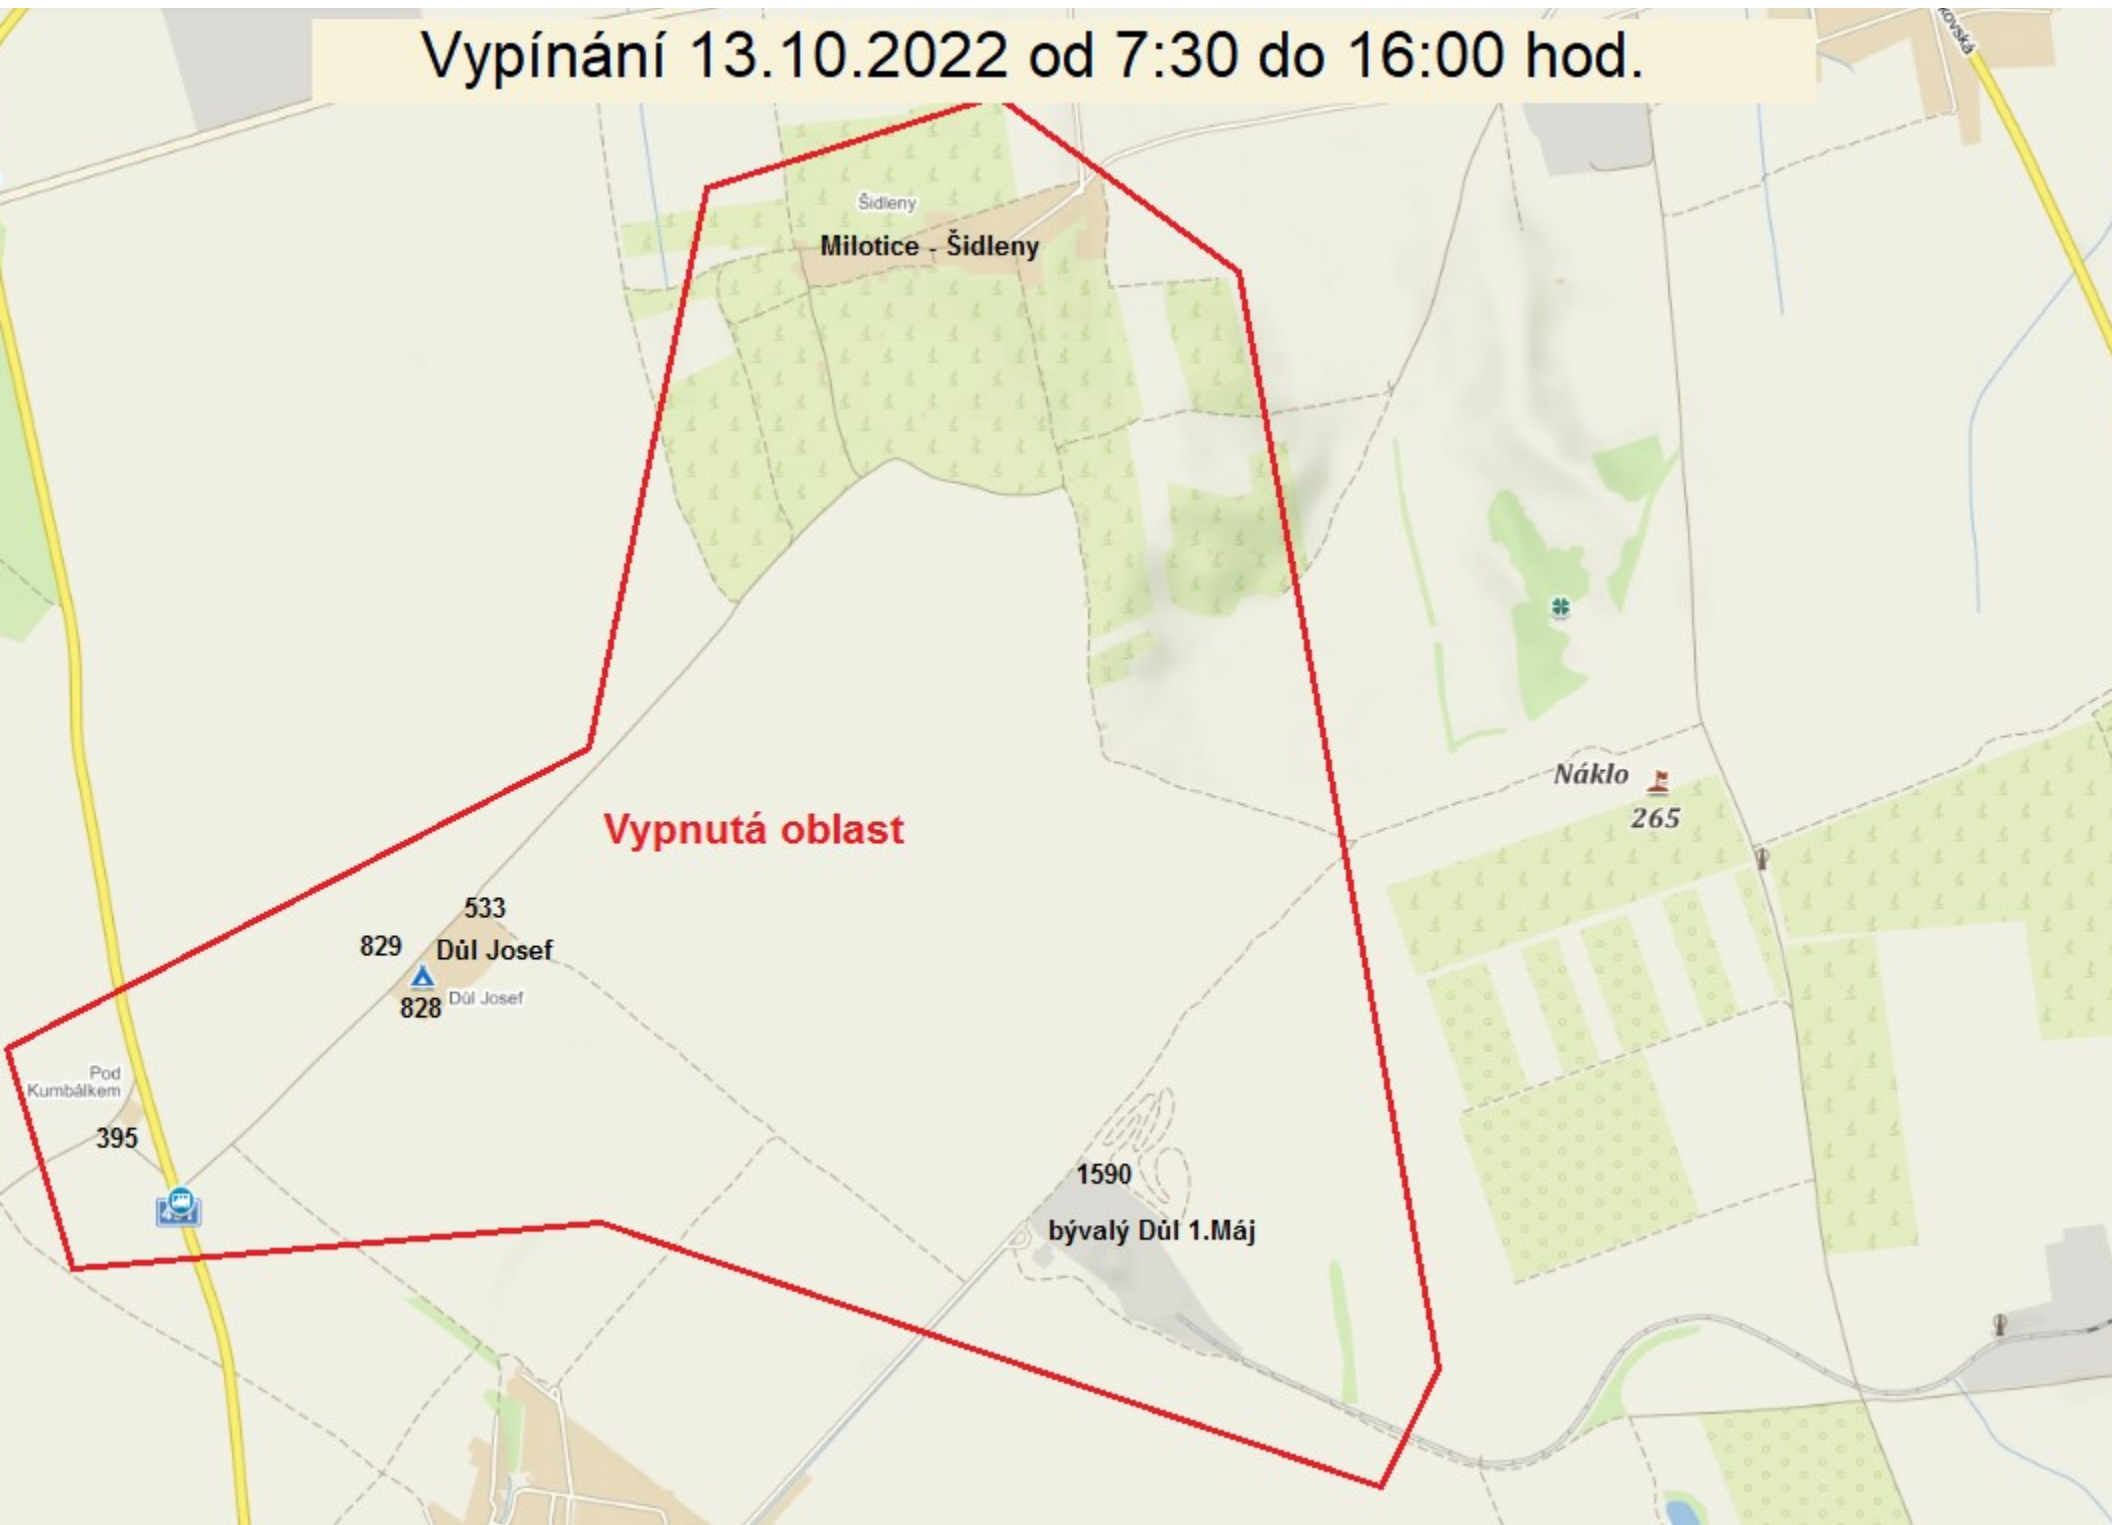 Vypínání 13.10.2022 od 7:30 do 16:00 hod.
Šidleny
Milotice - Šidleny
Náklo
265
Vypnutá oblast
533
829
Důl Josef
828
Důl Josef
Pod
Kumbálkem
395
1590
bývalý Důl 1.Máj